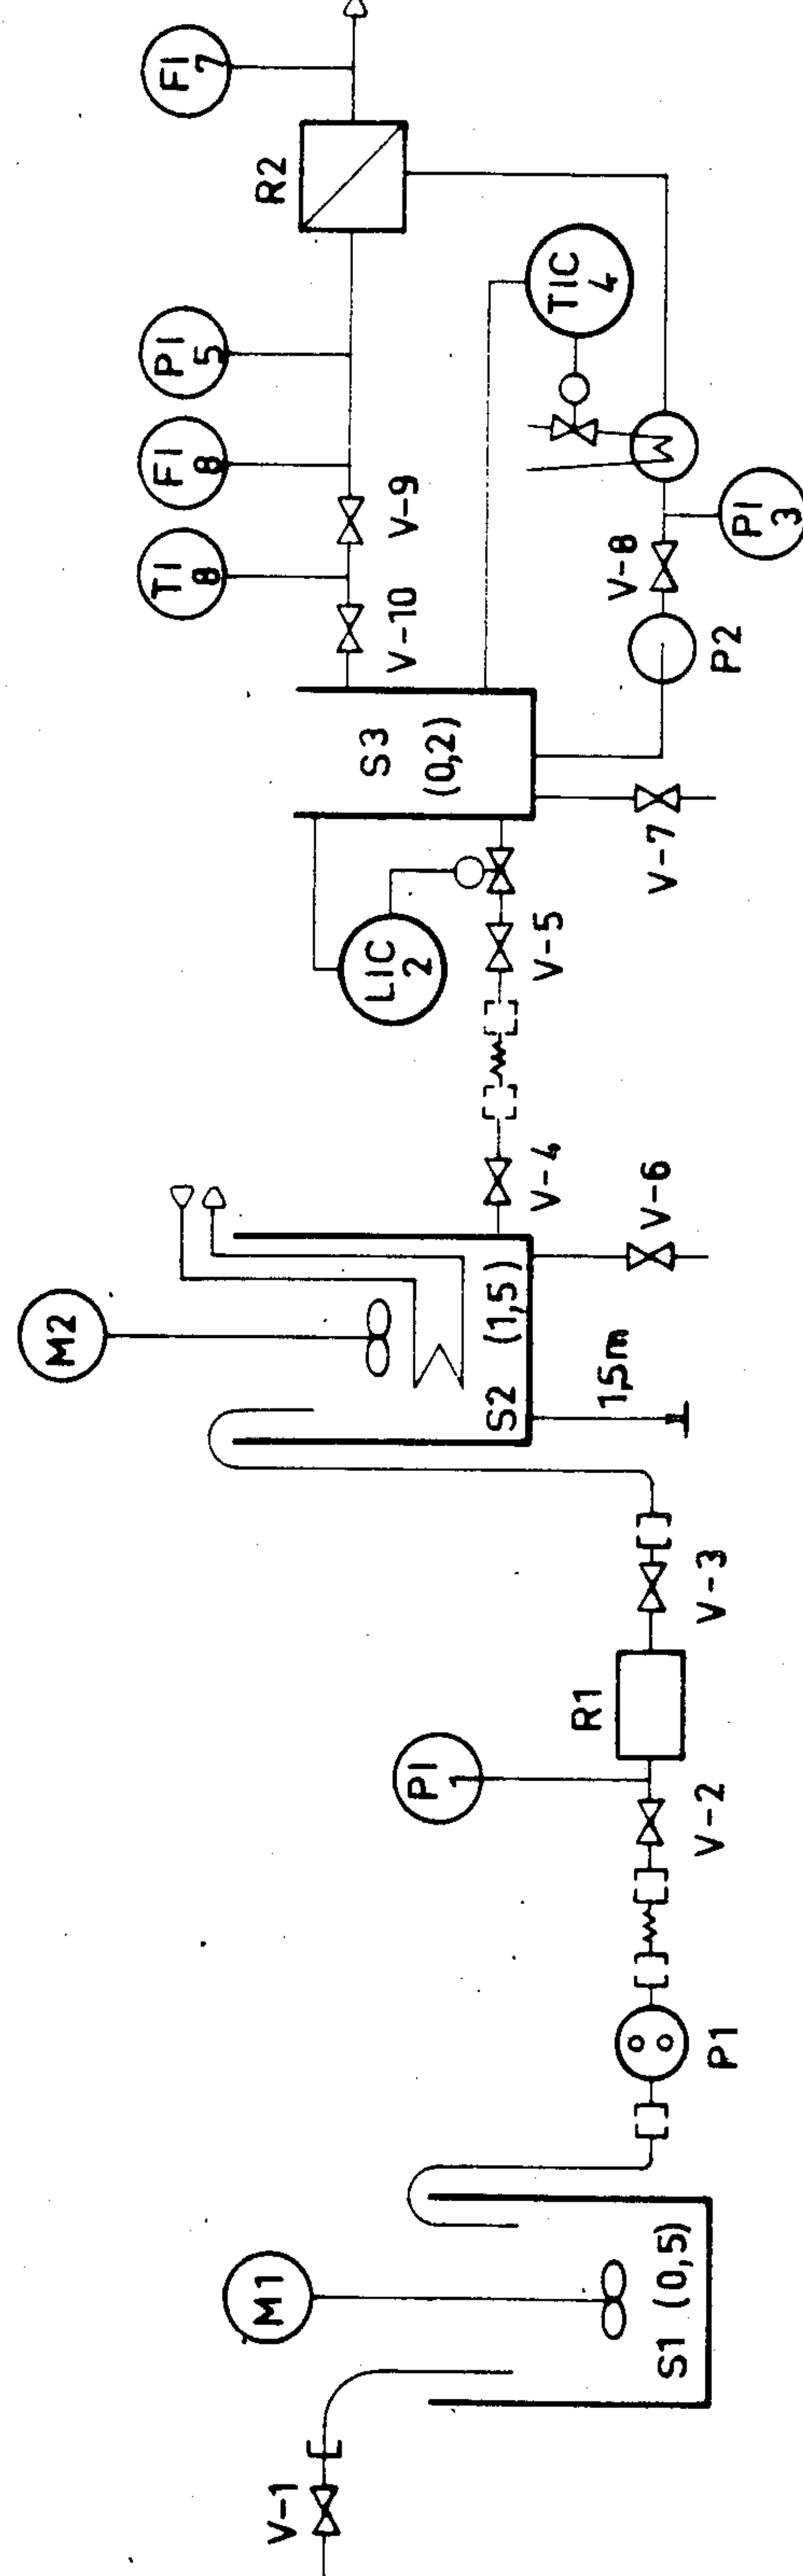 V-1
M1
S1 (0,5)
P1
V-2
PI
1
R1
V-3
M2
S2 (1,5)
1,5m
V-6
V-4
V-5
LIC
2
S3
(0,2)
V-7
P2
V-8
PI
3
TIC
4
V-10
V-9
TI
8
FI
8
PI
5
R2
FI
7